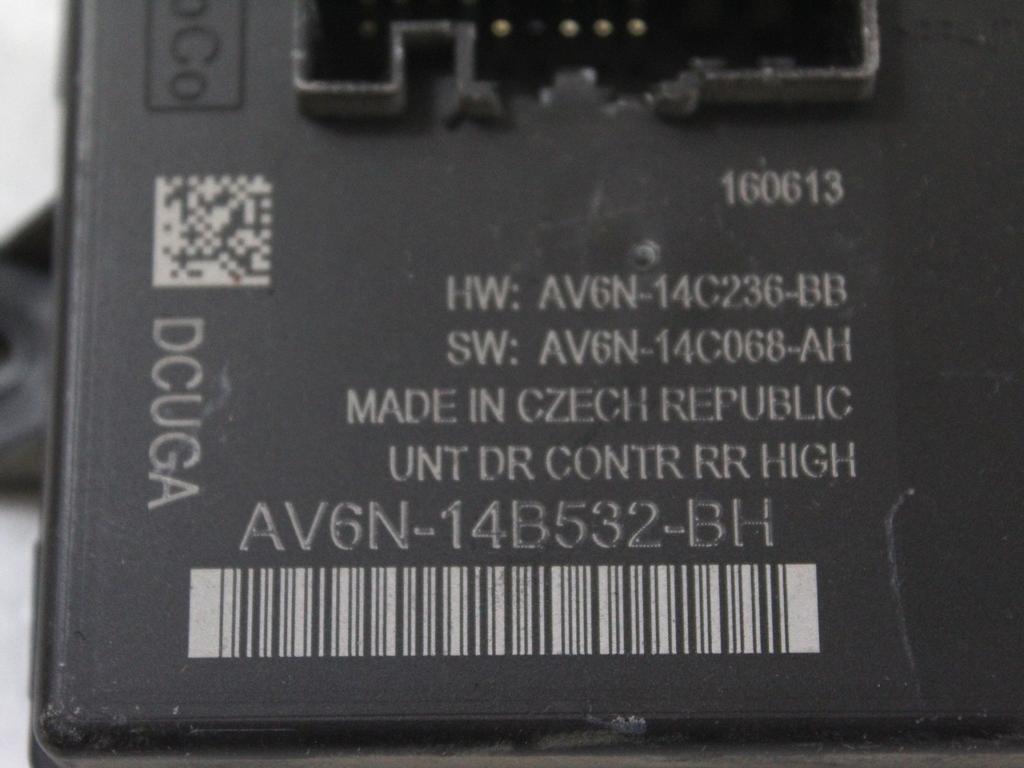 160613
HW: AV6N-14C236-BB
SW: AV6N-14C068-AH
MADE IN CZECH REPUBLIC
UNT DR CONTR RR HIGH
DCUGA
AV6N-14B532-BH